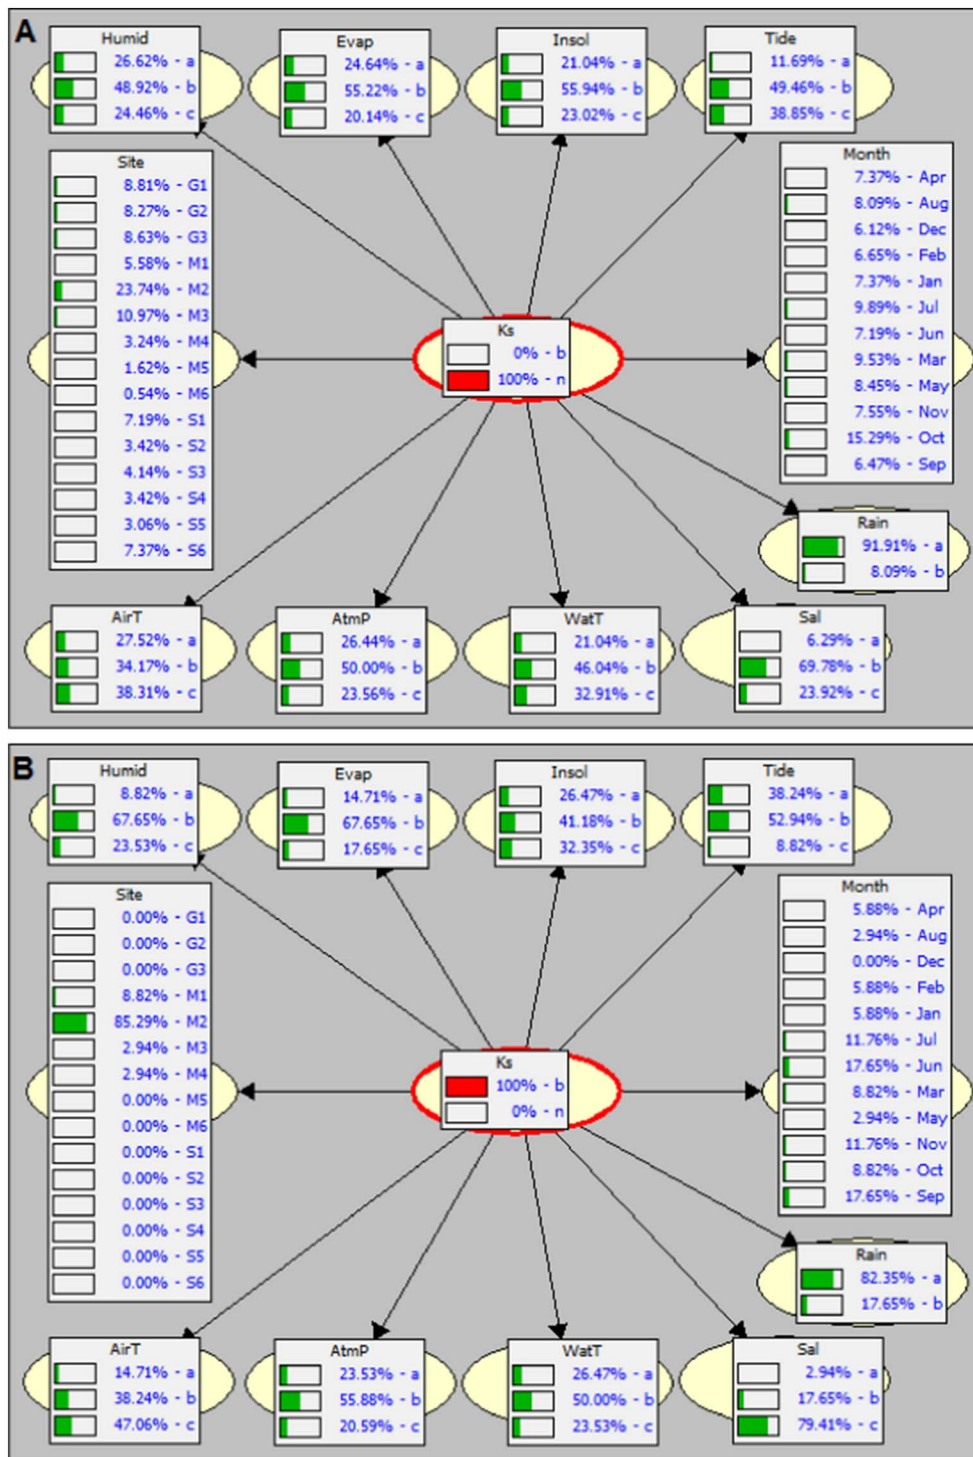 A
Humid
26.62% - a
48.92% - b
24.46% - c
Evap
24.64% - a
55.22% - b
20.14% - c
Insol
21.04% - a
55.94% - b
23.02% - c
Tide
11.69% - a
49.46% - b
38.85% - c
Site
8.81% - G1
8.27% - G2
8.63% - G3
5.58% - M1
23.74% - M2
10.97% - M3
3.24% - M4
1.62% - M5
0.54% - M6
7.19% - S1
3.42% - S2
4.14% - S3
3.42% - S4
3.06% - S5
7.37% - S6
Ks
0% - b
100% - n
Month
7.37% - Apr
8.09% - Aug
6.12% - Dec
6.65% - Feb
7.37% - Jan
9.89% - Jul
7.19% - Jun
9.53% - Mar
8.45% - May
7.55% - Nov
15.29% - Oct
6.47% - Sep
Rain
91.91% - a
8.09% - b
AirT
27.52% - a
34.17% - b
38.31% - c
AtmP
26.44% - a
50.00% - b
23.56% - c
WatT
21.04% - a
46.04% - b
32.91% - c
Sal
6.29% - a
69.78% - b
23.92% - c
B
Humid
8.82% - a
67.65% - b
23.53% - c
Evap
14.71% - a
67.65% - b
17.65% - c
Insol
26.47% - a
41.18% - b
32.35% - c
Tide
38.24% - a
52.94% - b
8.82% - c
Site
0.00% - G1
0.00% - G2
0.00% - G3
8.82% - M1
85.29% - M2
2.94% - M3
2.94% - M4
0.00% - M5
0.00% - M6
0.00% - S1
0.00% - S2
0.00% - S3
0.00% - S4
0.00% - S5
0.00% - S6
Ks
100% - b
0% - n
Month
5.88% - Apr
2.94% - Aug
0.00% - Dec
5.88% - Feb
5.88% - Jan
11.76% - Jul
17.65% - Jun
8.82% - Mar
2.94% - May
11.76% - Nov
8.82% - Oct
17.65% - Sep
Rain
82.35% - a
17.65% - b
AirT
14.71% - a
38.24% - b
47.06% - c
AtmP
23.53% - a
55.88% - b
20.59% - c
WatT
26.47% - a
50.00% - b
23.53% - c
Sal
2.94% - a
17.65% - b
79.41% - c